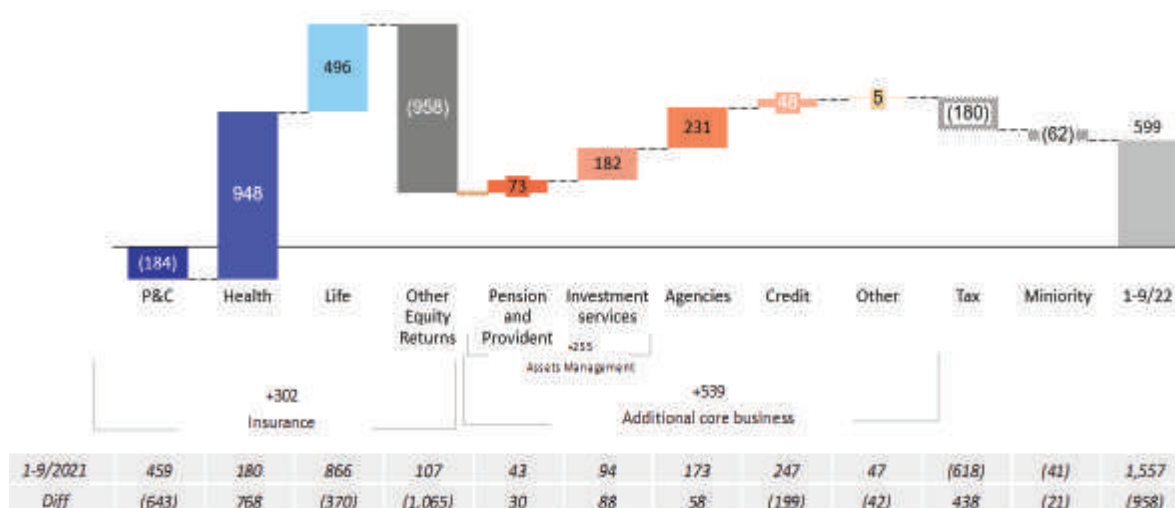 496
(958)
948
(184)
73
182
231
48
5
(180)
(62)
599
P&C Health Life Other Equity Returns Pension and Provident Investment services Agencies Credit Other Tax Miniority 1-9/22
+255
Assets Management
+302
Insurance
+539
Additional core business
1-9/2021 459 180 866 107 43 94 173 247 47 (618) (41) 1,557
Diff (643) 768 (370) (1,065) 30 88 58 (199) (42) 438 (21) (958)